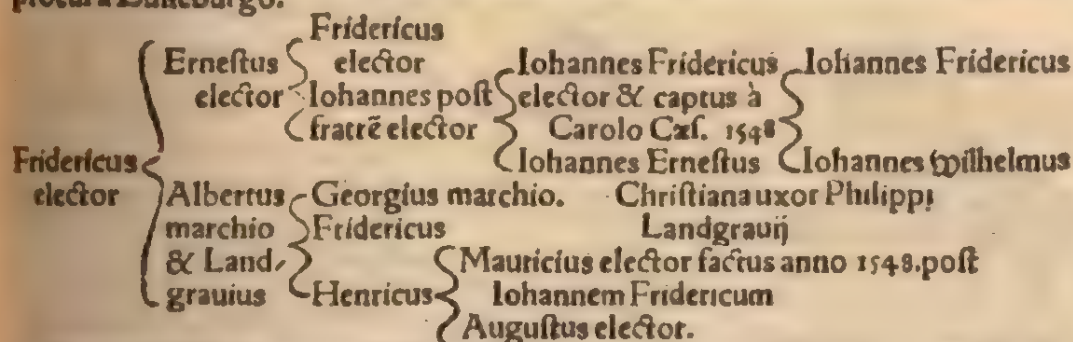 Fridericus
Erneſtus elector Iohannes Fridericus Iohannes Fridericus
elector Iohannes poſt elector & captus à
fratrē elector Carolo Cæſ. 1548
Fridericus Iohannes Erneſtus Iohannes Wilhelmus
elector Albertus Georgius marchio. Chriſtiana uxor Philippi
marchio Fridericus Landgrauij
& Land- Mauricius elector factus anno 1548. poſt
grauius Henricus Iohannem Fridericum
Auguſtus elector.